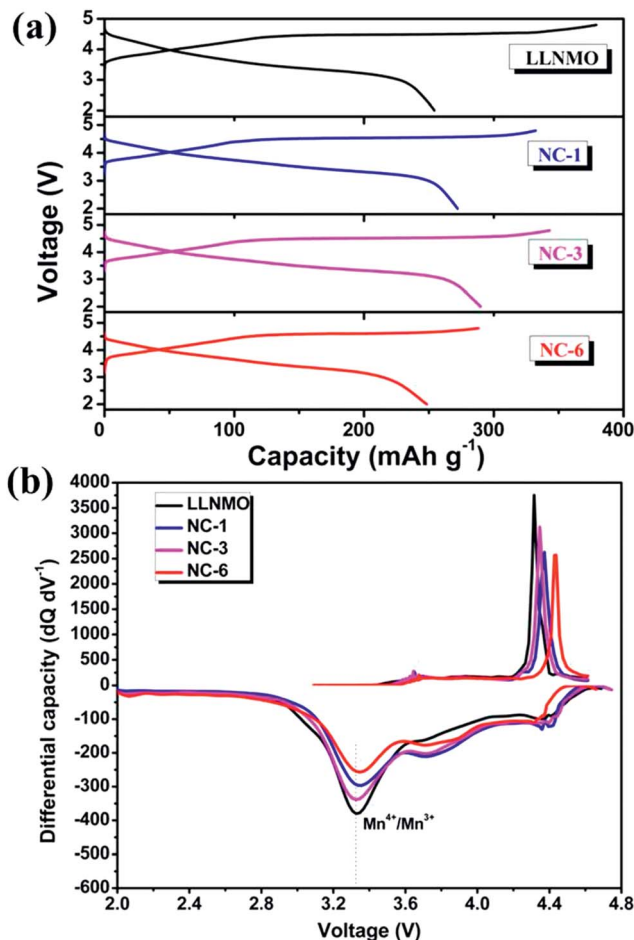 (a)
5
4
3
2
LLNMO
5
4
3
2
NC-1
5
4
3
2
NC-3
5
4
3
2
NC-6
Voltage (V)
0 100 200 300 400
Capacity (mAh g⁻¹)
(b)
4000
3500
3000
2500
2000
1500
1000
500
0
-100
-200
-300
-400
-500
-600
LLNMO
NC-1
NC-3
NC-6
Differential capacity (dQ dV⁻¹)
Mn⁴⁺/Mn³⁺
2.0 2.4 2.8 3.2 3.6 4.0 4.4 4.8
Voltage (V)